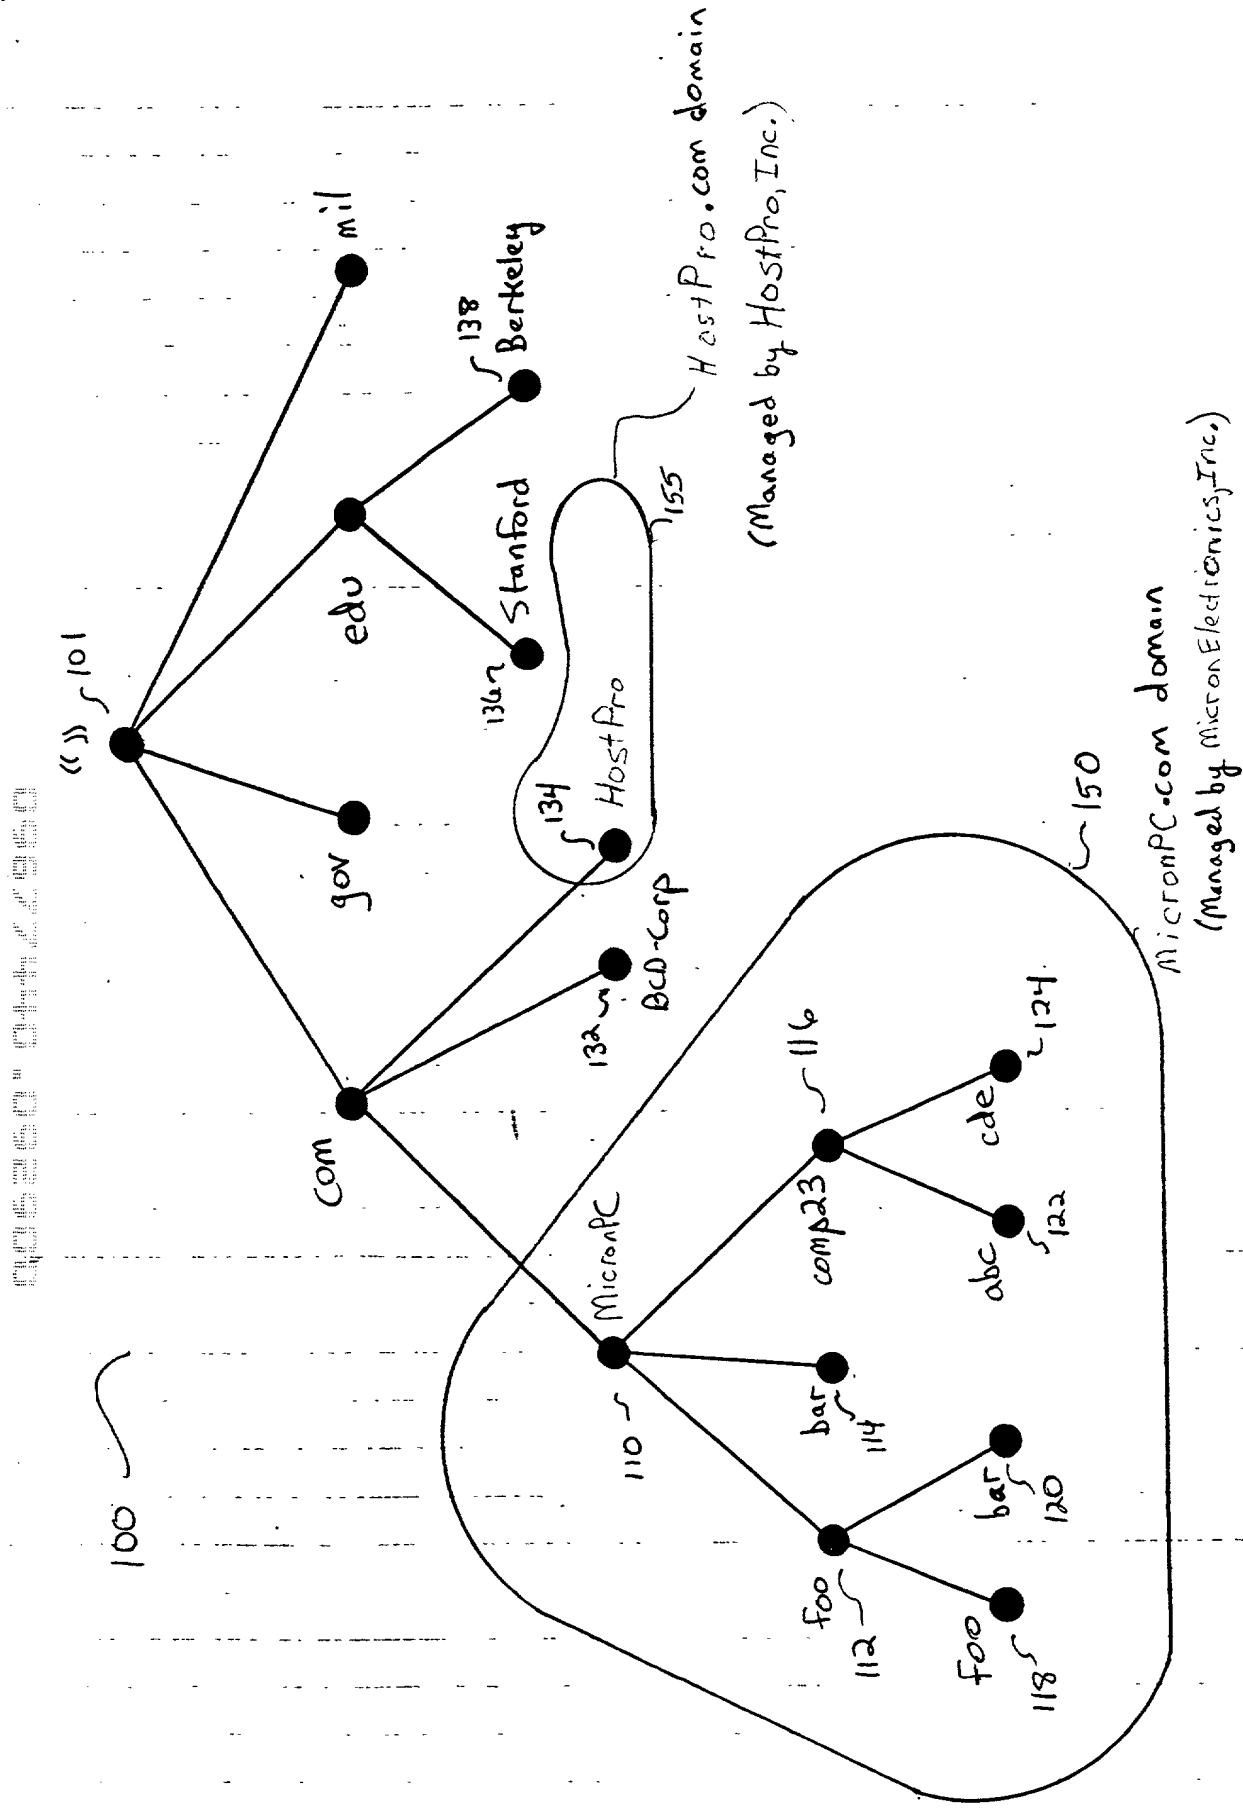 100
“” 101
com
gov
edu
mil
110
MicronPC
132
BCD-Corp
134
HostPro
136
Stanford
138
Berkeley
155
HostPro.com domain
(Managed by HostPro, Inc.)
foo
112
bar
114
comp23
116
foo
118
bar
120
abc
122
cde
124
150
MicronPC.com domain
(Managed by Micron Electronics, Inc.)